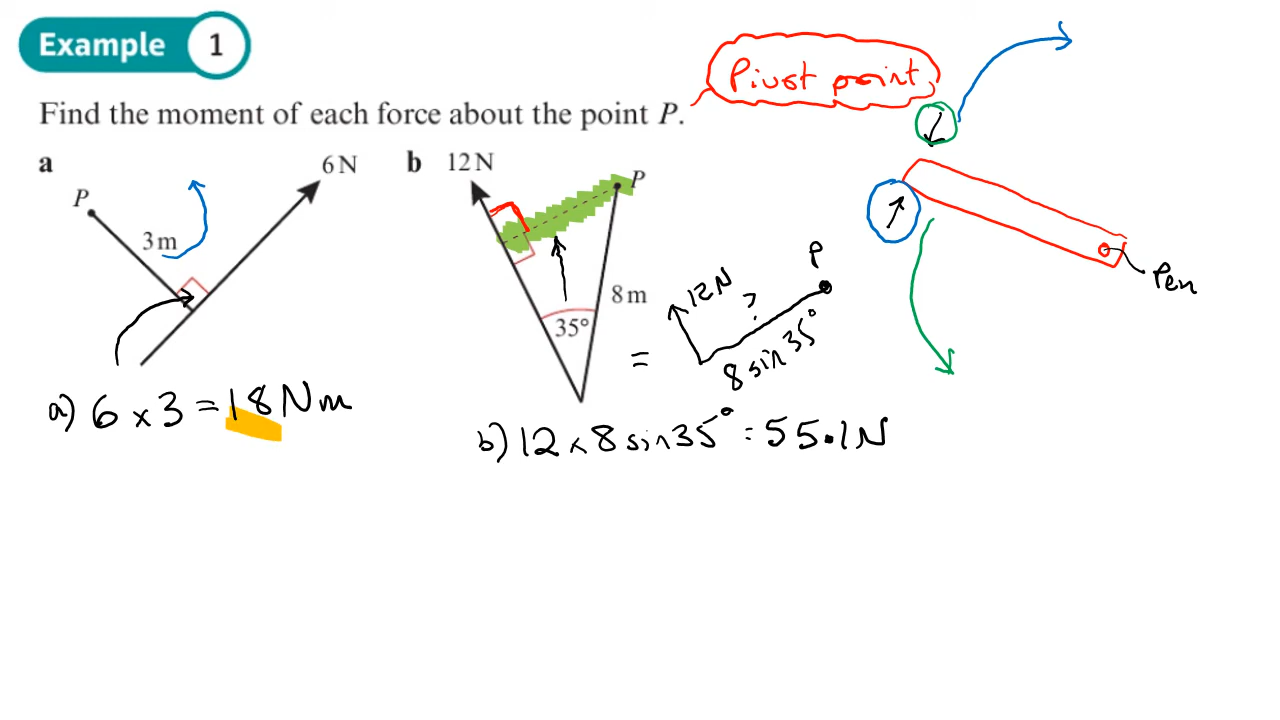 Example 1
Pivot point
Find the moment of each force about the point P.
a
6 N
P
3 m
b
12 N
P
8 m
35°
=
12N
?
P
8 sin 35°
Pen
a) 6 × 3 = 18 Nm
b) 12 × 8 sin 35° = 55.1 N